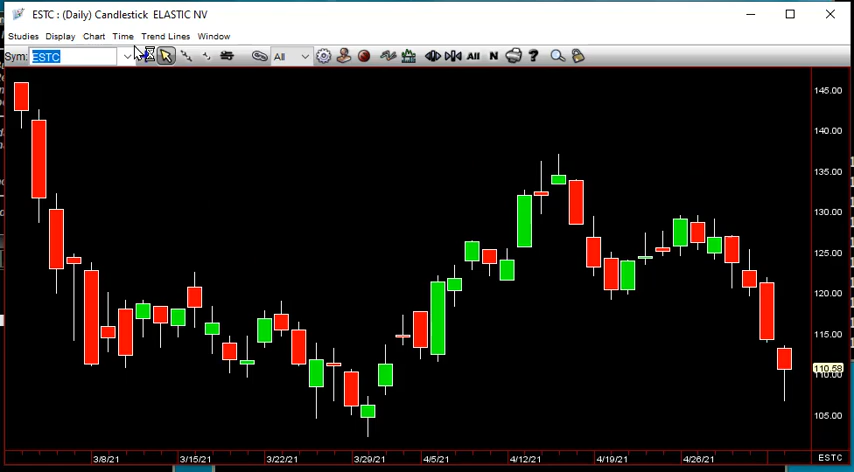 ESTC : (Daily) Candlestick ELASTIC NV
Studies Display Chart Time Trend Lines Window
Sym: ESTC All All N ?
145.00
140.00
135.00
130.00
125.00
120.00
115.00
110.58
110.00
105.00
3/8/21 3/15/21 3/22/21 3/29/21 4/5/21 4/12/21 4/19/21 4/26/21 ESTC